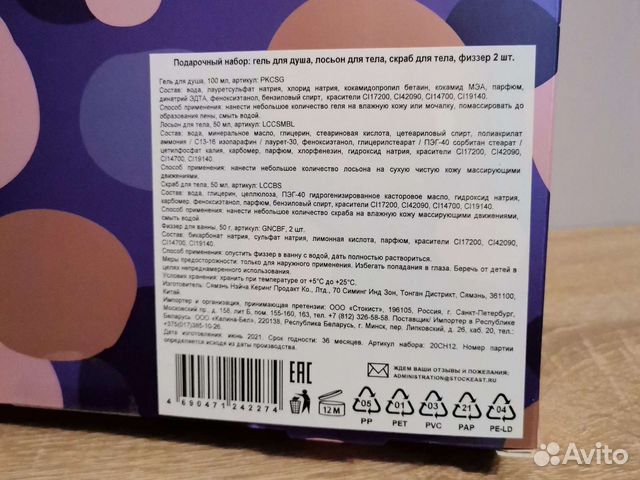 Подарочный набор: гель для душа, лосьон для тела, скраб для тела, физзер 2 шт.
Гель для душа, 100 мл, артикул: PKCSG
Состав: вода, лауретсульфат натрия, хлорид натрия, кокамидопропил бетаин, кокамид МЭА, парфюм,
динатрий ЭДТА, феноксиэтанол, бензиловый спирт, красители CI17200, CI42090, CI14700, CI19140.
Способ применения: нанести небольшое количество геля на влажную кожу или мочалку, помассировать до
образования пены, смыть водой.
Лосьон для тела, 50 мл, артикул: LCCSMBL
Состав: вода, минеральное масло, глицерин, стеариновая кислота, цетеариловый спирт, полиакрилат
аммония / C13-16 изопарафин / лаурет-30, феноксиэтанол, глицерилстеарат / ПЭГ-40 сорбитан стеарат /
цетилфосфат калия, карбомер, парфюм, хлорфенезин, гидроксид натрия, красители CI17200, CI42090,
CI14700, CI19140.
Способ применения: нанести небольшое количество лосьона на сухую чистую кожу массирующими
движениями.
Скраб для тела, 50 мл, артикул: LCCBS
Состав: вода, глицерин, целлюлоза, ПЭГ-40 гидрогенизированное касторовое масло, гидроксид натрия,
карбомер, феноксиэтанол, парфюм, бензиловый спирт, красители CI17200, CI42090, CI14700, CI19140.
Способ применения: нанести небольшое количество скраба на влажную кожу массирующими движениями,
смыть водой.
Физзер для ванны, 50 г, артикул: GNCBF, 2 шт.
Состав: бикарбонат натрия, сульфат натрия, лимонная кислота, парфюм, красители CI17200, CI42090,
CI14700, CI19140.
Способ применения: опустить физзер в ванну с водой, дать полностью раствориться.
Меры предосторожности: только для наружного применения. Избегать попадания в глаза. Беречь от детей в
целях непреднамеренного использования.
Условия хранения: хранить при температуре от +5°C до +25°C.
Изготовитель: Сямэнь Нэйча Керинг Продакт Ко., Лтд., 70 Симинг Инд Зон, Тонган Дистрикт, Сямэнь, 361100,
Китай.
Импортер и организация, принимающая претензии: ООО «Стокист», 196105, Россия, г. Санкт-Петербург,
Московский пр., д. 158, лит Б, пом. 155-160, 163, тел. +7 (812) 326-58-58. Поставщик/ Импортер в Республике
Беларусь: ООО «Калина-Бел», 220138, Республика Беларусь, г. Минск, пер. Липковский, д. 26, каб. 20, тел.:
+375(017)385-10-26.
Дата изготовления: июнь 2021. Срок годности: 36 месяцев. Артикул набора: 20CH12. Номер партии
определяется исходя из даты производства.
ЖДЕМ ВАШИ ОТЗЫВЫ И ПОЖЕЛАНИЯ
ADMINISTRATION@STOCKEAST.RU
EAC
4 690471 242274
12 M
05
PP
01
PET
03
PVC
21
PAP
04
PE-LD
Avito